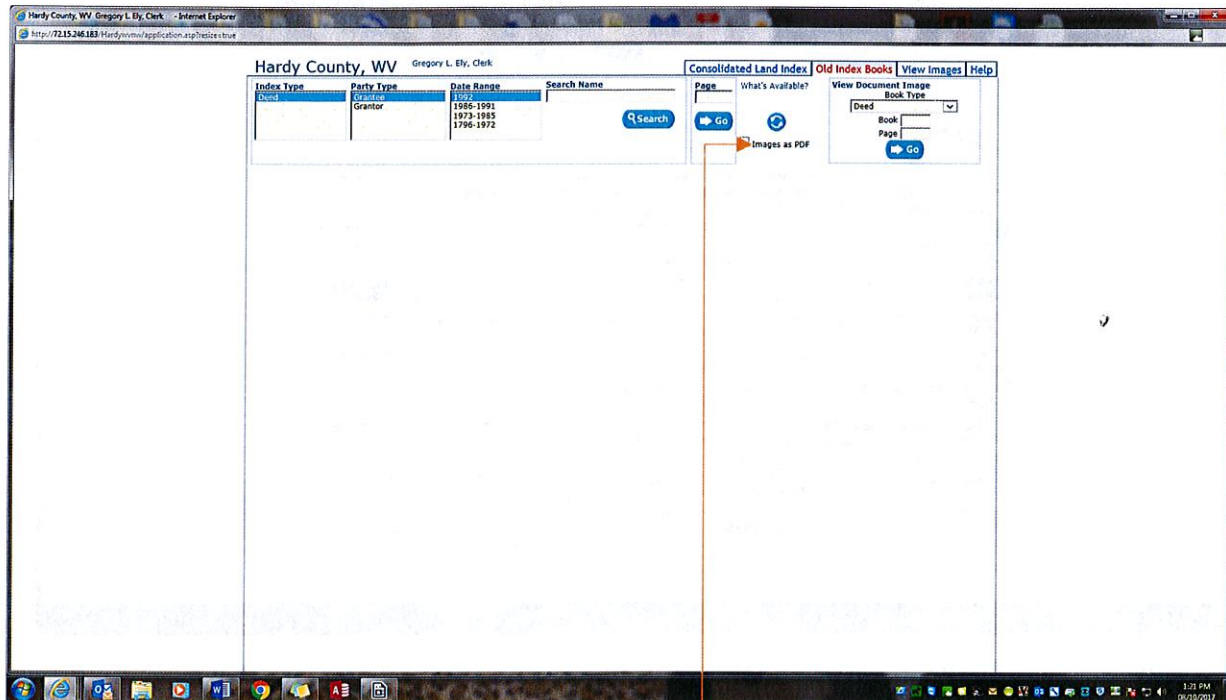 Hardy County, WV Gregory L. Ely, Clerk - Internet Explorer
http://72.15.246.183/Hardywvnw/application.asp?resize=true
Hardy County, WV Gregory L. Ely, Clerk
Consolidated Land Index Old Index Books View Images Help
Index Type Party Type Date Range Search Name
Deed Grantee 1992
Grantor 1986-1991
1973-1985
1796-1972
Search
Page What's Available?
Go
Images as PDF
View Document Image
Book Type
Deed
Book
Page
Go
1:21 PM
08/10/2017